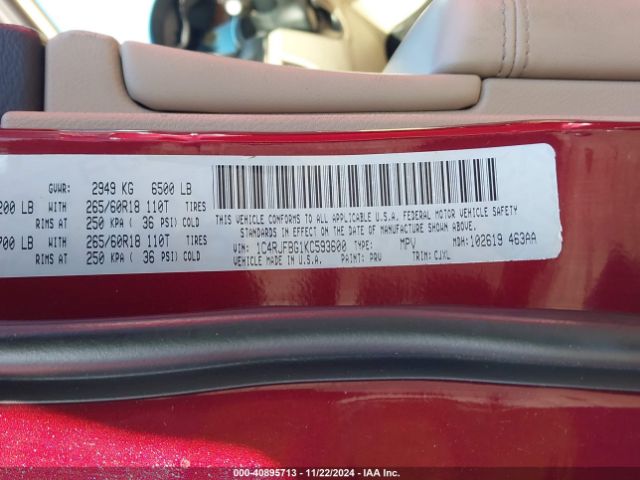 GVWR: 2949 KG 6500 LB
200 LB WITH 265/60R18 110T TIRES
RIMS AT 250 KPA ( 36 PSI) COLD
700 LB WITH 265/60R18 110T TIRES
RIMS AT 250 KPA ( 36 PSI) COLD
THIS VEHICLE CONFORMS TO ALL APPLICABLE U.S.A. FEDERAL MOTOR VEHICLE SAFETY
STANDARDS IN EFFECT ON THE DATE OF MANUFACTURE SHOWN ABOVE.
VIN: 1C4RJFBG1KC593600 TYPE: MPV MDH: 102619 463AA
VEHICLE MADE IN U.S.A. PAINT: PRV TRIM: CJXL
--40895713 - 11/22/2024 - IAA Inc.